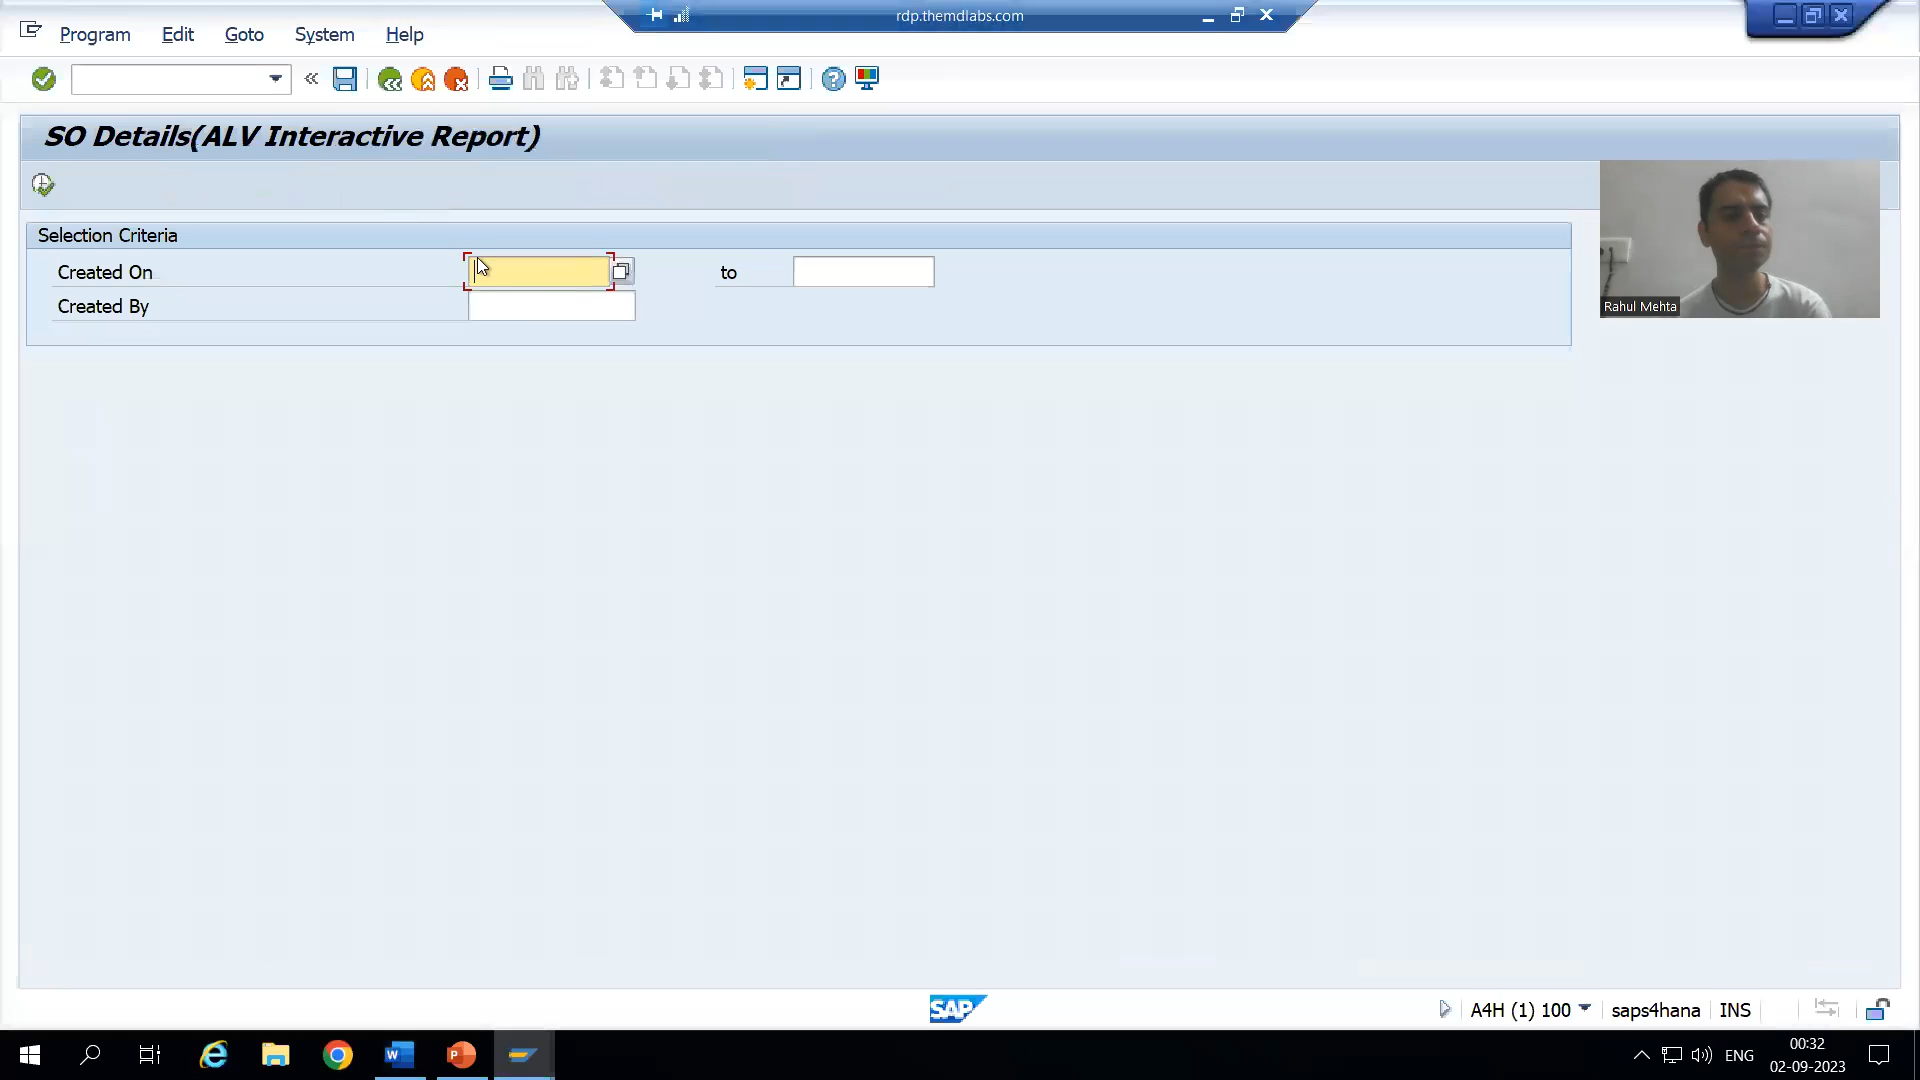 rdp.themdlabs.com
Program Edit Goto System Help
SO Details(ALV Interactive Report)
Selection Criteria
Created On to
Created By
Rahul Mehta
SAP
A4H (1) 100 saps4hana INS
ENG
00:32
02-09-2023